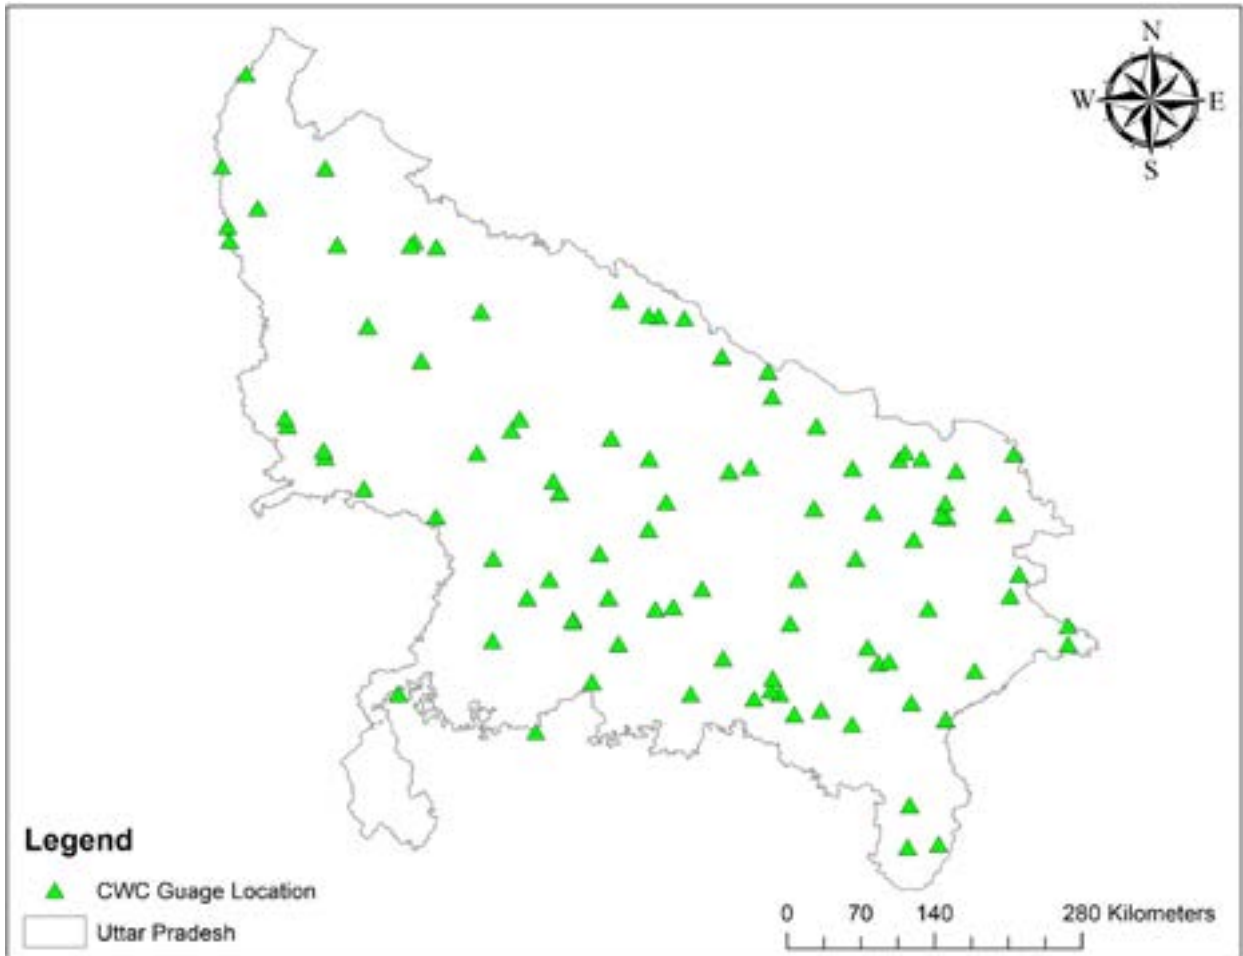 N
W E
S
Legend
CWC Guage Location
Uttar Pradesh
0 70 140 280 Kilometers